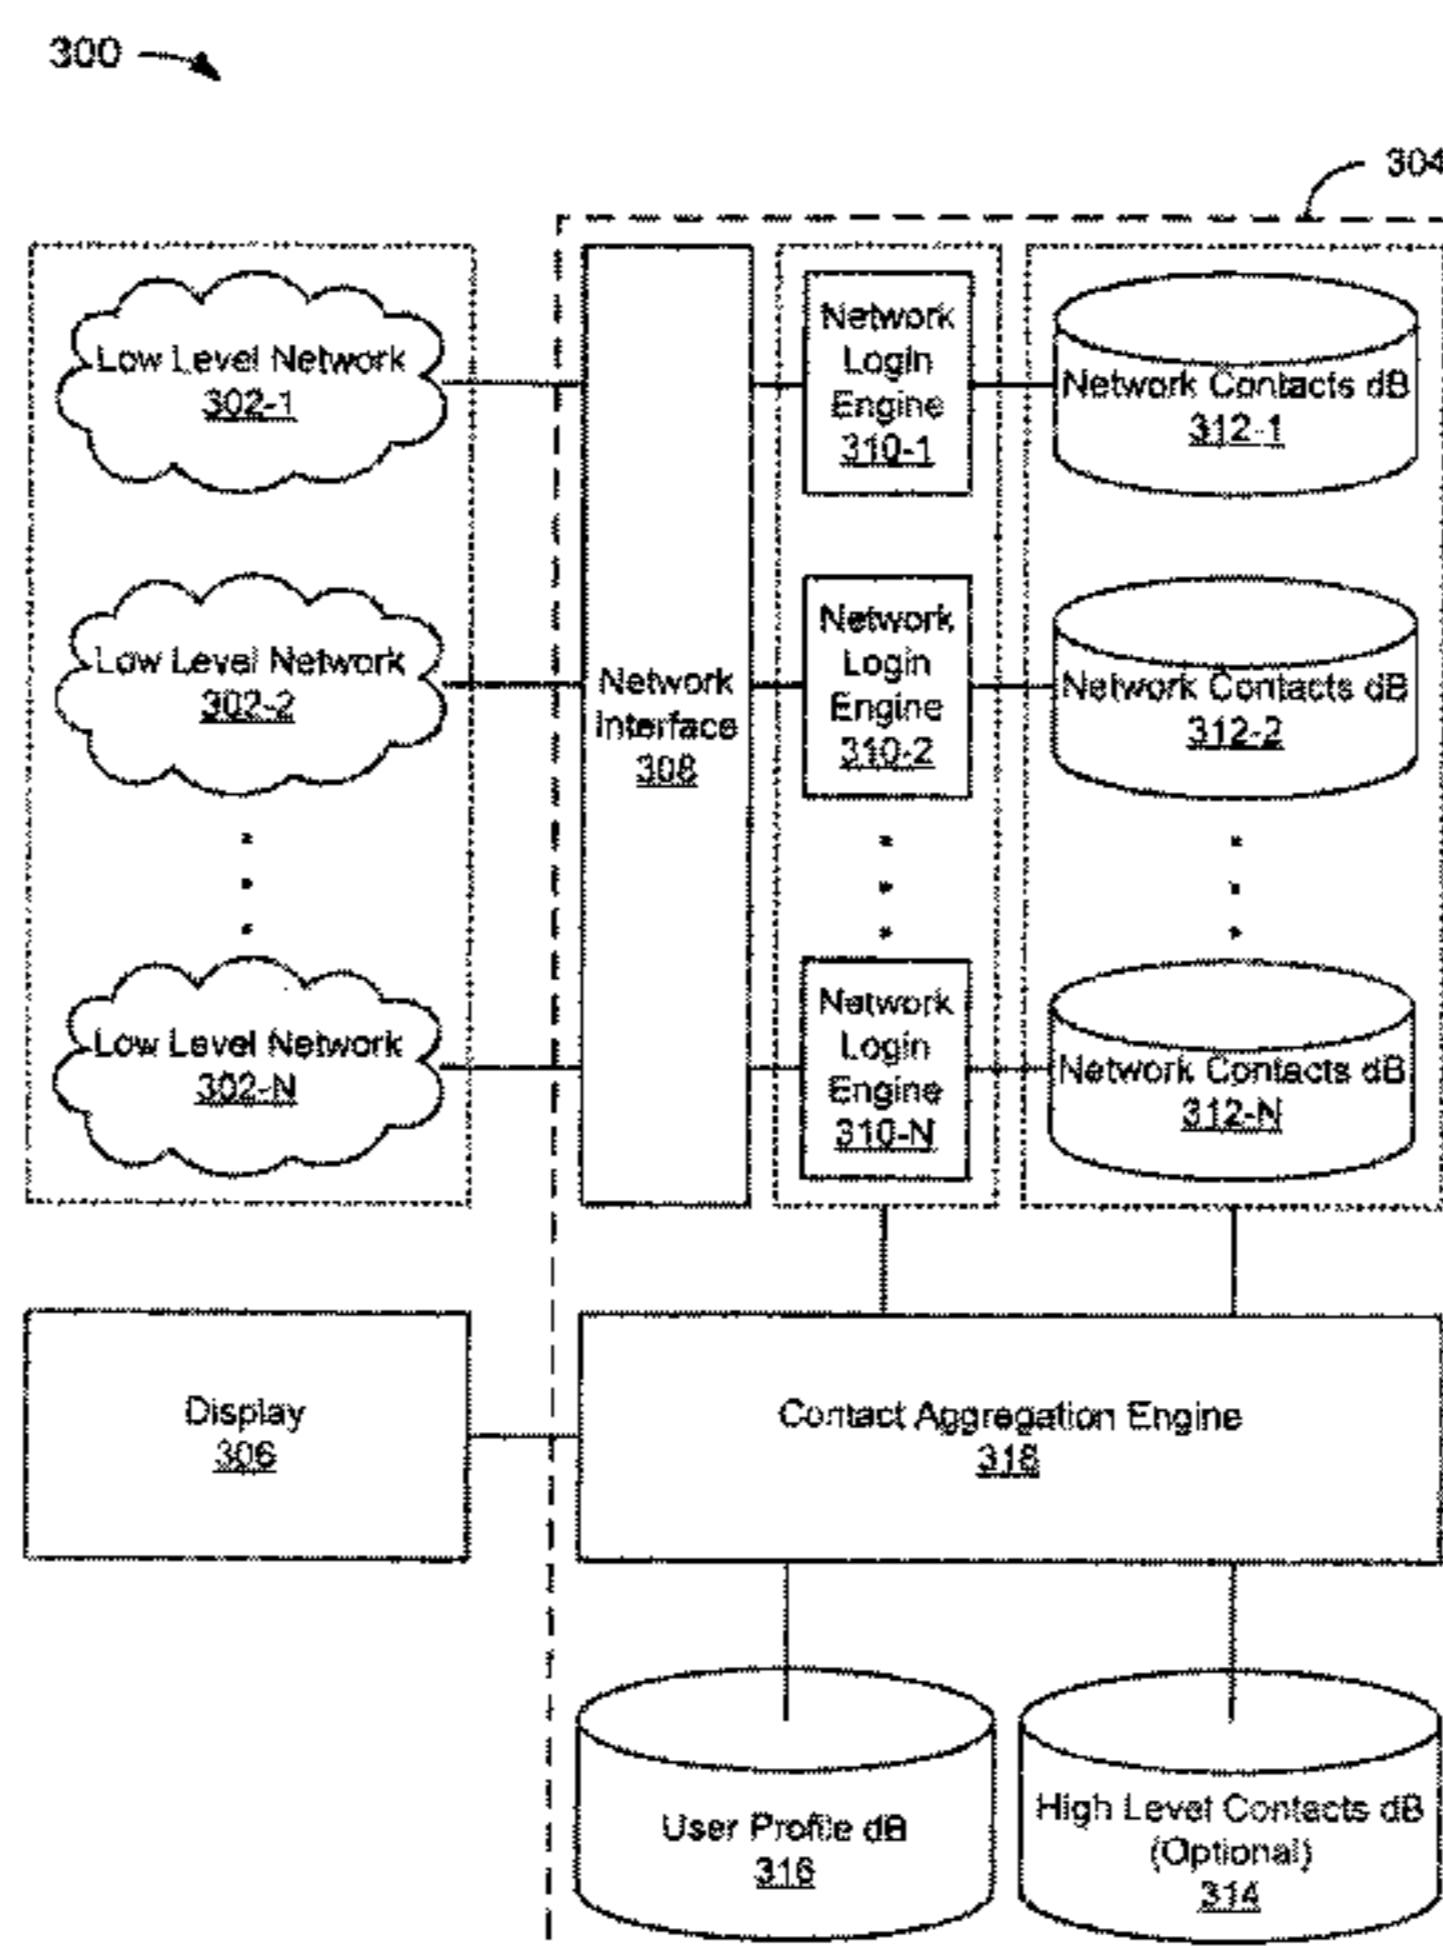 300
304
Low Level Network
302-1
Network
Login
Engine
310-1
Network Contacts dB
312-1
Low Level Network
302-2
Network
Interface
308
Network
Login
Engine
310-2
Network Contacts dB
312-2
Low Level Network
302-N
Network
Login
Engine
310-N
Network Contacts dB
312-N
Display
306
Contact Aggregation Engine
318
User Profile dB
316
High Level Contacts dB
(Optional)
314